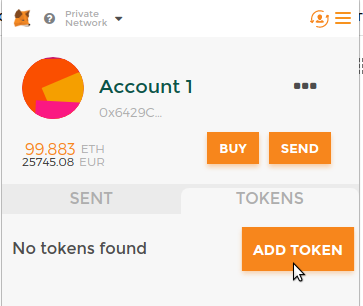 Private
Network
Account 1
0x6429C...
99.883 ETH
25745.08 EUR
BUY
SEND
SENT
TOKENS
No tokens found
ADD TOKEN